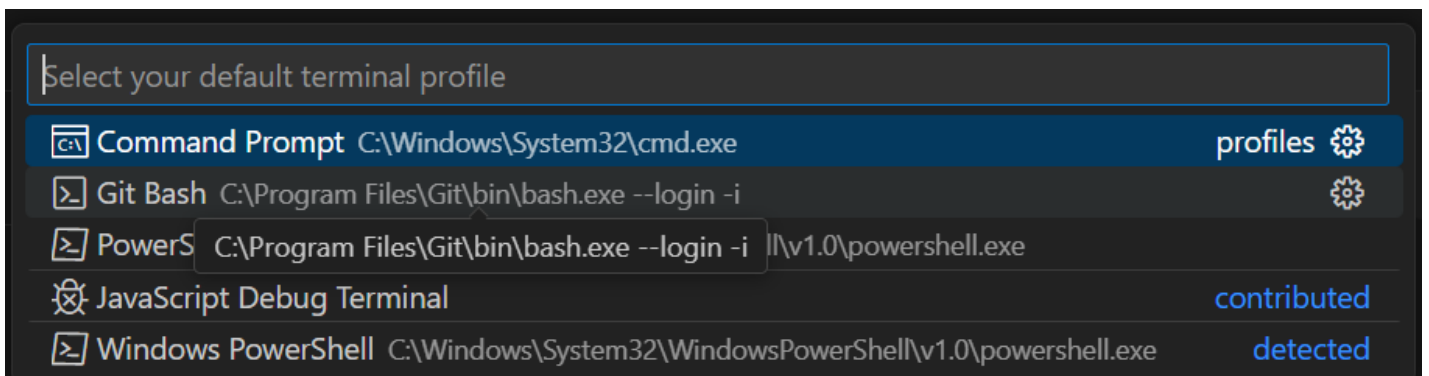 Select your default terminal profile
Command Prompt C:\Windows\System32\cmd.exe profiles
Git Bash C:\Program Files\Git\bin\bash.exe --login -i
PowerS C:\Program Files\Git\bin\bash.exe --login -i ll\v1.0\powershell.exe
JavaScript Debug Terminal contributed
Windows PowerShell C:\Windows\System32\WindowsPowerShell\v1.0\powershell.exe detected